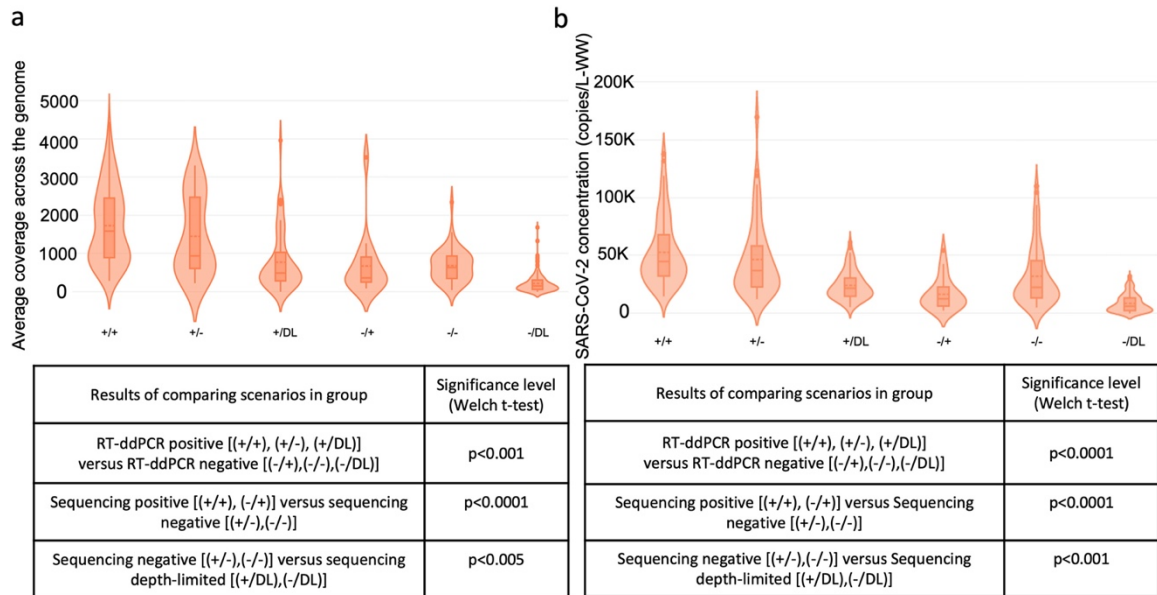 a
Average coverage across the genome
5000
4000
3000
2000
1000
0
+/+ +/- +/DL -/+ -/- -/DL
Results of comparing scenarios in group
Significance level
(Welch t-test)
RT-ddPCR positive [(+/+), (+/-), (+/DL)]
versus RT-ddPCR negative [(-/+),(-/-),(-/DL)]
p<0.001
Sequencing positive [(+/+), (-/+)] versus sequencing
negative [(+/-),(-/-)]
p<0.0001
Sequencing negative [(+/-),(-/-)] versus sequencing
depth-limited [(+/DL),(-/DL)]
p<0.005
b
SARS-CoV-2 concentration (copies/L-WW)
200K
150K
100K
50K
0
+/+ +/- +/DL -/+ -/- -/DL
Results of comparing scenarios in group
Significance level
(Welch t-test)
RT-ddPCR positive [(+/+), (+/-), (+/DL)]
versus RT-ddPCR negative [(-/+),(-/-),(-/DL)]
p<0.0001
Sequencing positive [(+/+), (-/+)] versus Sequencing
negative [(+/-),(-/-)]
p<0.0001
Sequencing negative [(+/-),(-/-)] versus Sequencing
depth-limited [(+/DL),(-/DL)]
p<0.001